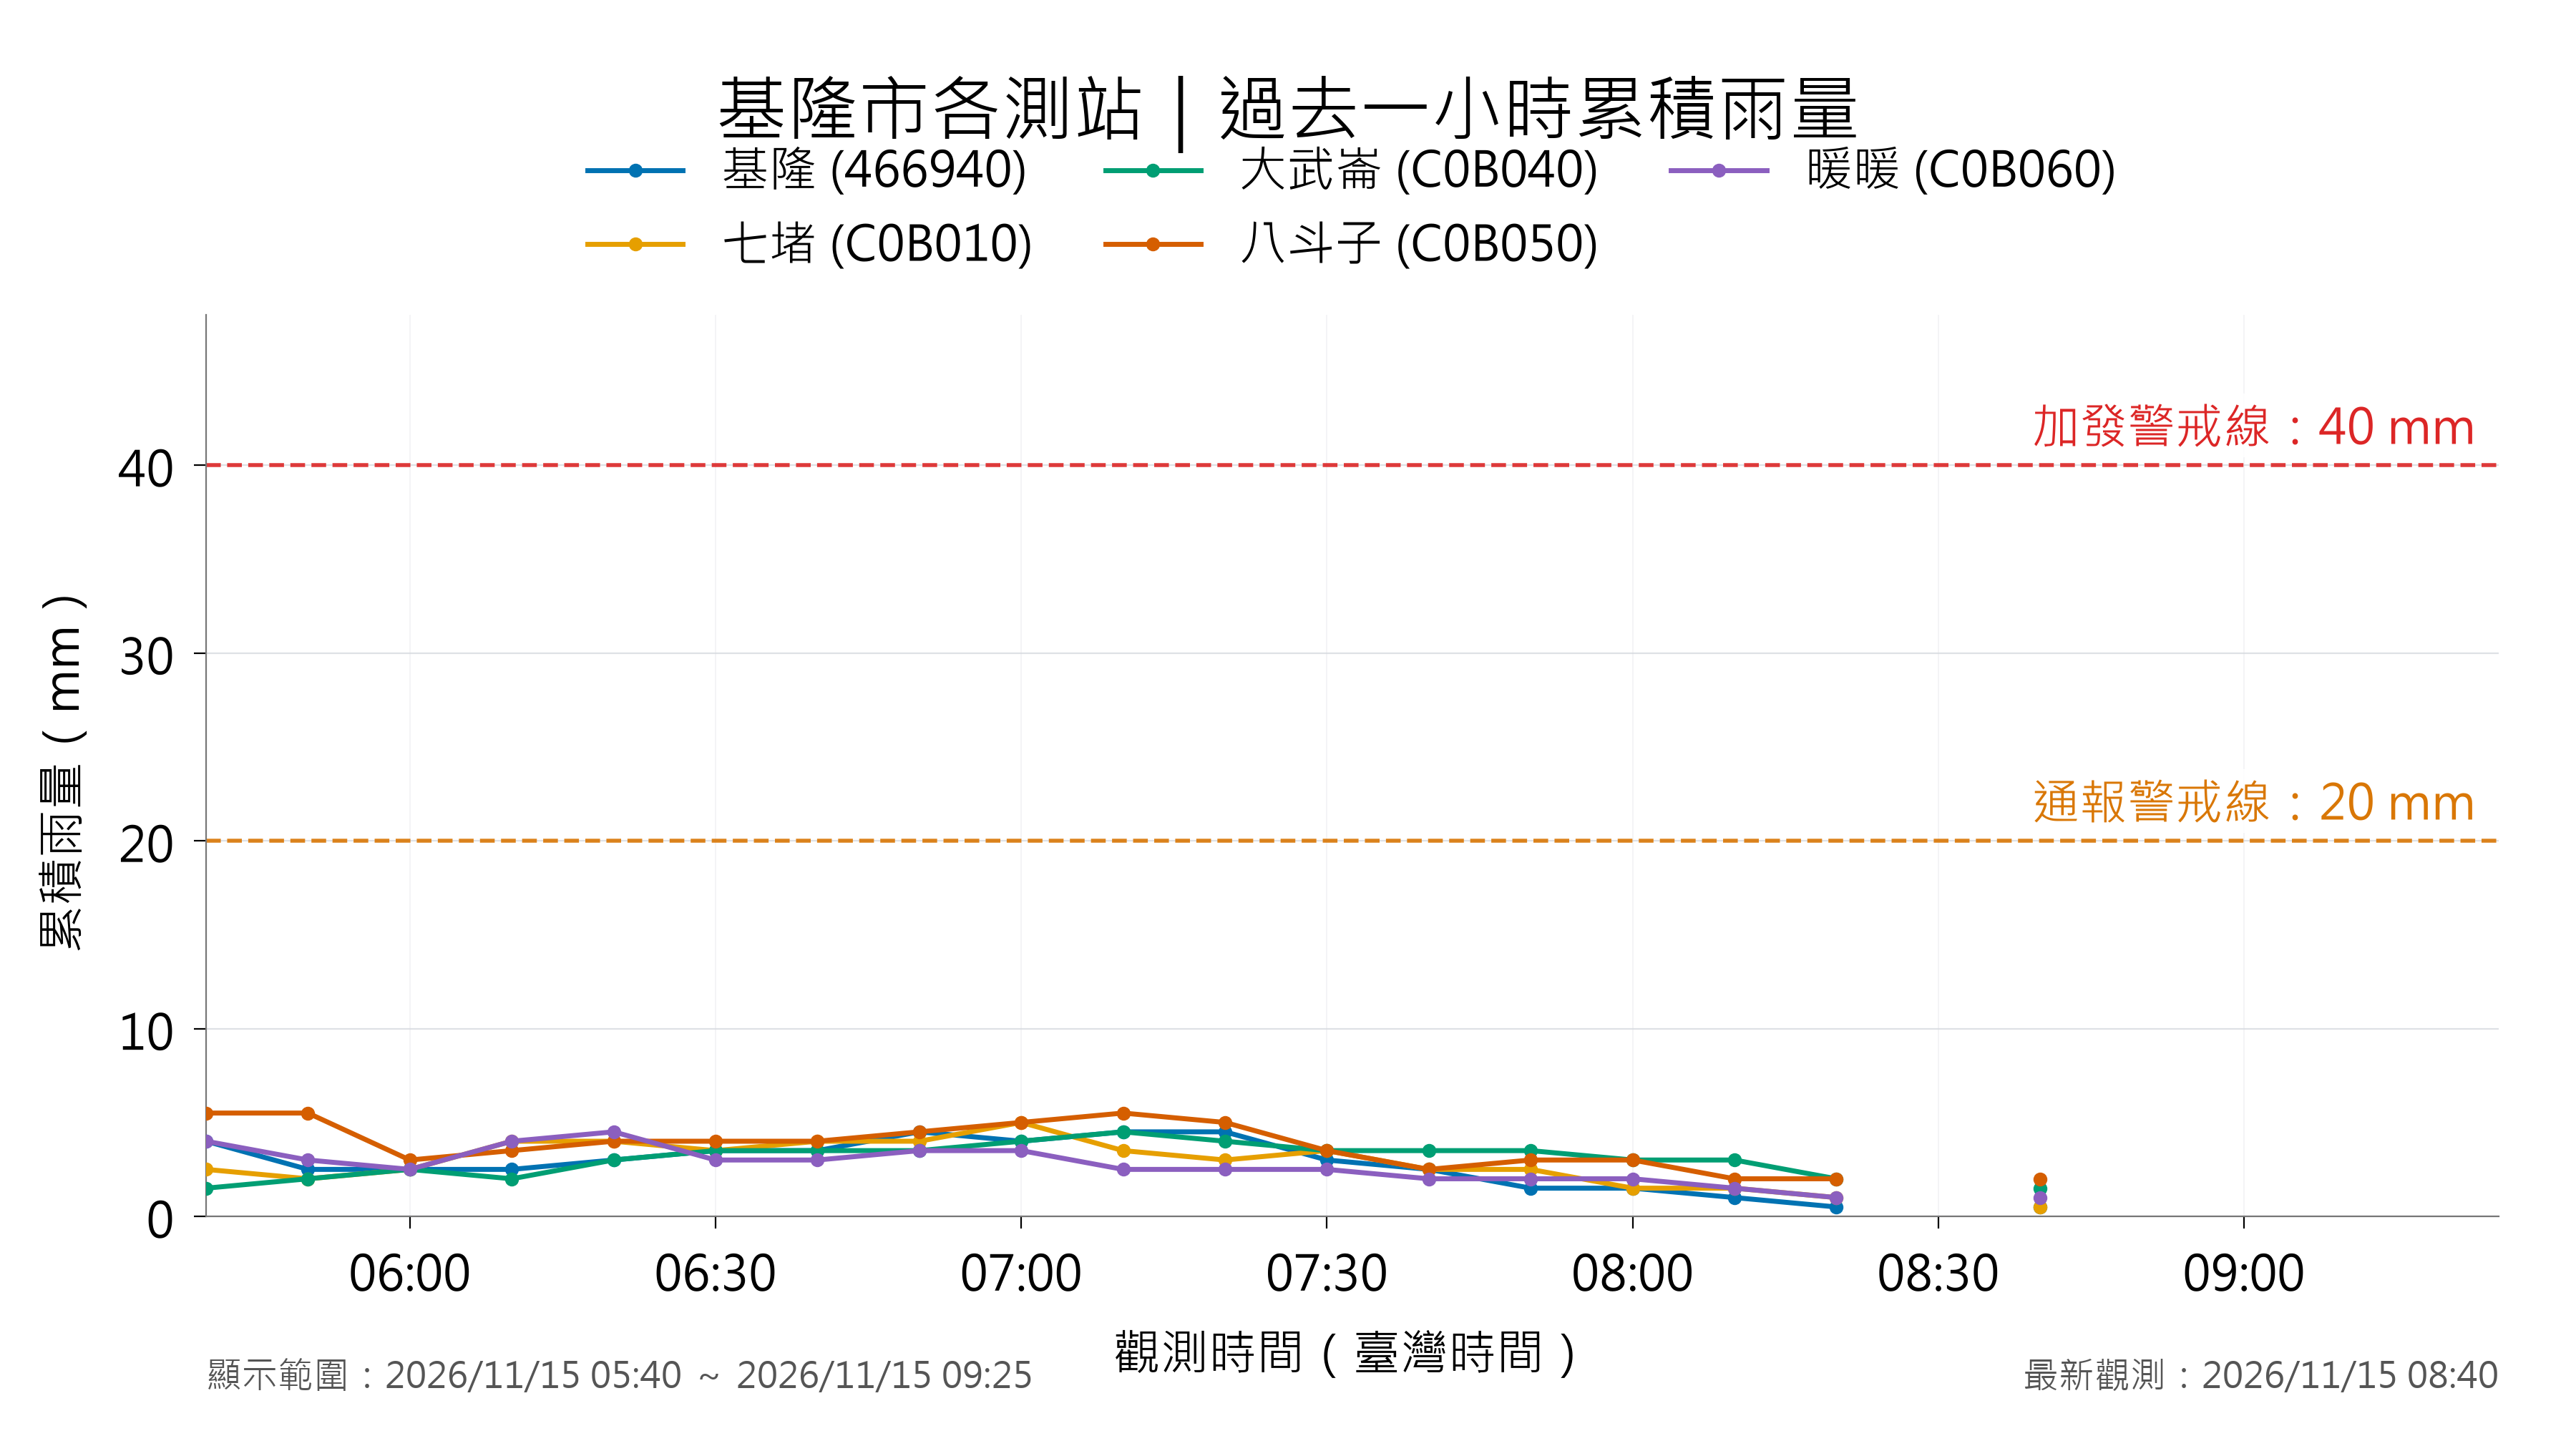 基隆市各測站｜過去一小時累積雨量
基隆 (466940)
七堵 (C0B010)
大武崙 (C0B040)
八斗子 (C0B050)
暖暖 (C0B060)
累積雨量（mm）
40
30
20
10
0
加發警戒線：40 mm
通報警戒線：20 mm
06:00
06:30
07:00
07:30
08:00
08:30
09:00
觀測時間（臺灣時間）
顯示範圍：2026/11/15 05:40 ~ 2026/11/15 09:25
最新觀測：2026/11/15 08:40